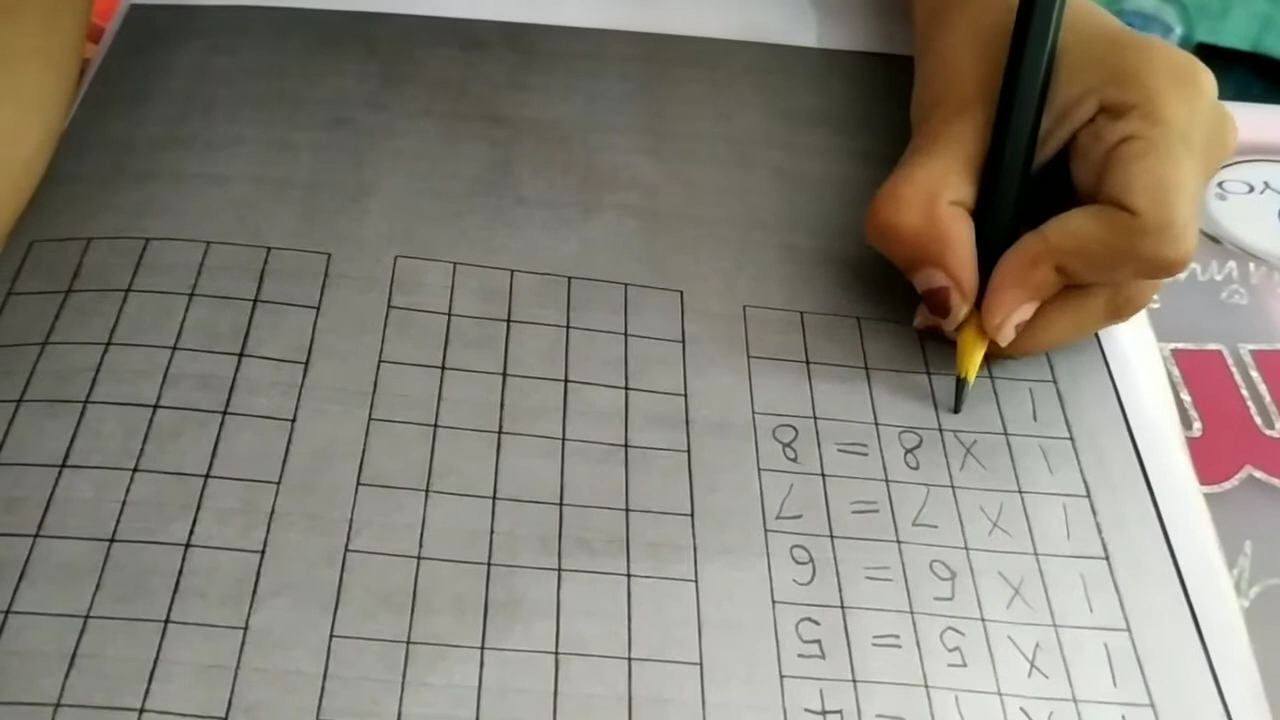 1 X 5 = 5
1 X 6 = 6
1 X 7 = 7
1 X 8 = 8
1